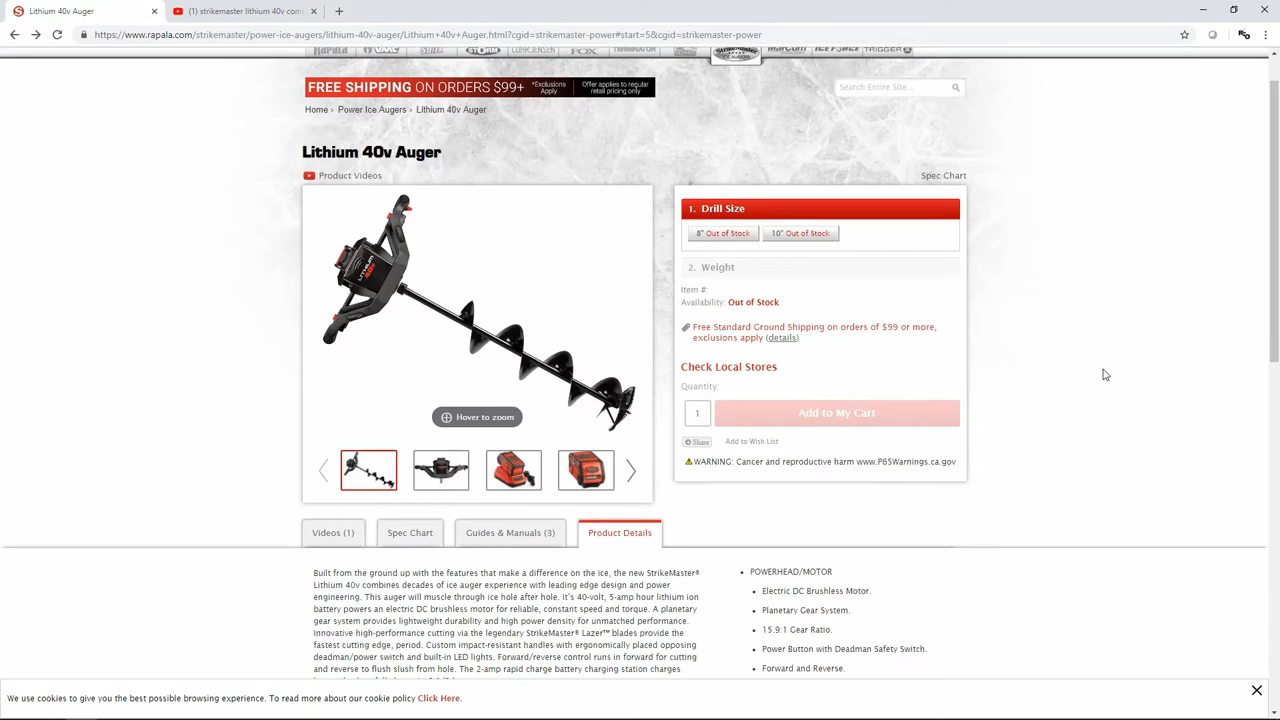 Lithium 40v Auger
(1) strikemaster lithium 40v com
https://www.rapala.com/strikemaster/power-ice-augers/lithium-40v-auger/Lithium+40v+Auger.html?cgid=strikemaster-power#start=5&cgid=strikemaster-power
FREE SHIPPING ON ORDERS $99+ *Exclusions Apply Offer applies to regular retail pricing only
Search Entire Site...
Home › Power Ice Augers › Lithium 40v Auger
Lithium 40v Auger
Product Videos
Spec Chart
LITHIUM 40v
Hover to zoom
1. Drill Size
8" Out of Stock 10" Out of Stock
2. Weight
Item #:
Availability: Out of Stock
Free Standard Ground Shipping on orders of $99 or more,
exclusions apply (details)
Check Local Stores
Quantity:
1 Add to My Cart
Share Add to Wish List
WARNING: Cancer and reproductive harm www.P65Warnings.ca.gov
Videos (1) Spec Chart Guides & Manuals (3) Product Details
Built from the ground up with the features that make a difference on the ice, the new StrikeMaster®
Lithium 40v combines decades of ice auger experience with leading edge design and power
engineering. This auger will muscle through ice hole after hole. It's 40-volt, 5-amp hour lithium ion
battery powers an electric DC brushless motor for reliable, constant speed and torque. A planetary
gear system provides lightweight durability and high power density for unmatched performance.
Innovative high-performance cutting via the legendary StrikeMaster® Lazer™ blades provide the
fastest cutting edge, period. Custom impact-resistant handles with ergonomically placed opposing
deadman/power switch and built-in LED lights. Forward/reverse control runs in forward for cutting
and reverse to flush slush from hole. The 2-amp rapid charge battery charging station charges
POWERHEAD/MOTOR
Electric DC Brushless Motor.
Planetary Gear System.
15.9:1 Gear Ratio.
Power Button with Deadman Safety Switch.
Forward and Reverse.
We use cookies to give you the best possible browsing experience. To read more about our cookie policy Click Here.